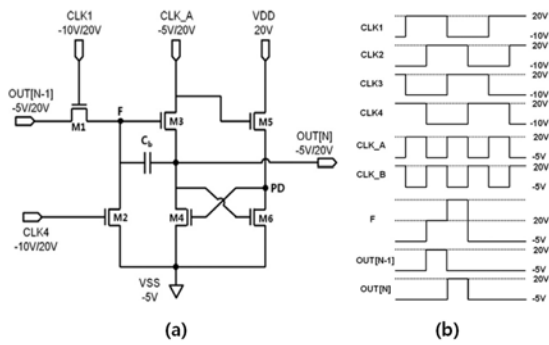 CLK1
-10V/20V
CLK_A
-5V/20V
VDD
20V
OUT[N-1]
-5V/20V
M1
F
M3
M5
C_b
OUT[N]
-5V/20V
PD
M2
M4
M6
CLK4
-10V/20V
VSS
-5V
(a)
CLK1
20V
-10V
CLK2
20V
-10V
CLK3
20V
-10V
CLK4
20V
-10V
CLK_A
20V
-5V
CLK_B
20V
-5V
F
20V
-5V
OUT[N-1]
20V
-5V
OUT[N]
20V
-5V
(b)